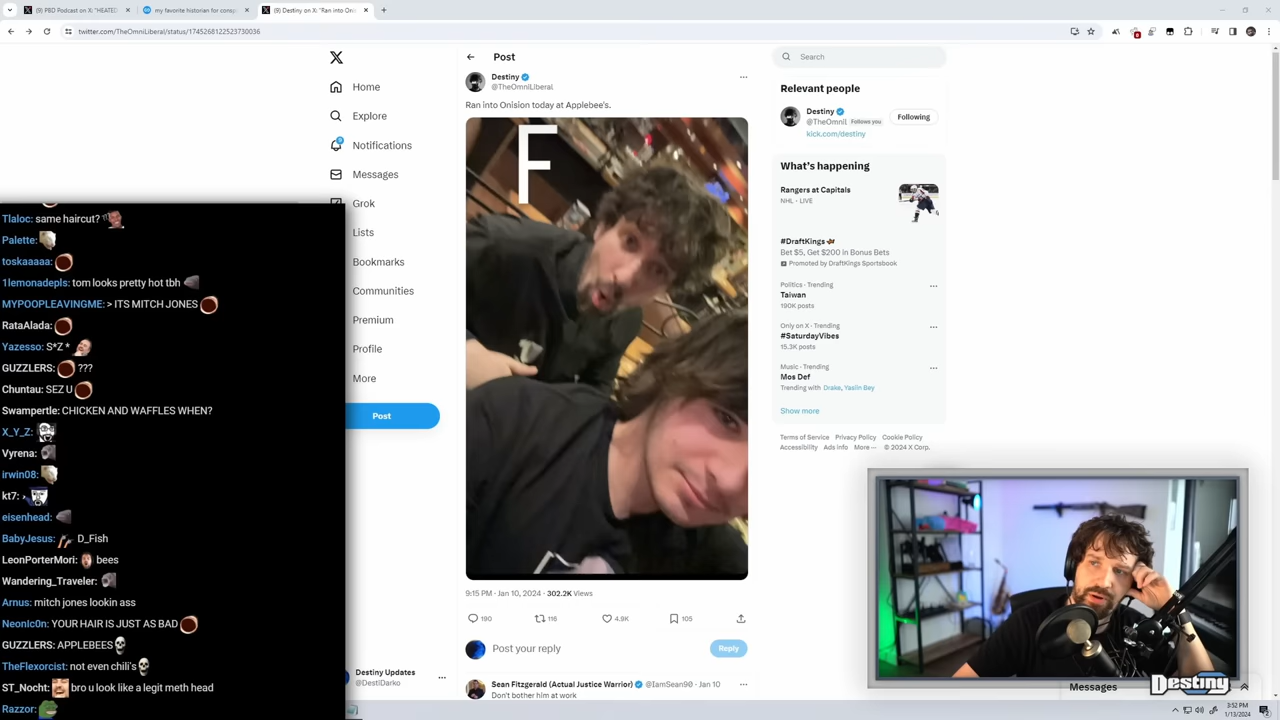 (9) PBD Podcast on X: "HEATED
my favorite historian for consp
(9) Destiny on X: "Ran into Oni
twitter.com/TheOmniLiberal/status/1745268122523730036
Home
Explore
Notifications
Messages
Grok
Lists
Bookmarks
Communities
Premium
Profile
More
Post
Destiny Updates
@DestiDarko
Tlaloc: same haircut?
Palette:
toskaaaaa:
1lemonadepls: tom looks pretty hot tbh
MYPOOPLEAVINGME: > ITS MITCH JONES
RataAlada:
Yazesso: S*Z *
GUZZLERS: ???
Chuntau: SEZ U
Swampertle: CHICKEN AND WAFFLES WHEN?
X_Yz:
Vyrena:
irwin08:
kt7:
eisenhead:
BabyJesus: D_Fish
LeonPorterMori: bees
Wandering_Traveler:
Arnus: mitch jones lookin ass
NeonIc0n: YOUR HAIR IS JUST AS BAD
GUZZLERS: APPLEBEES
TheFlexorcist: not even chili's
ST_Nocht: bro u look like a legit meth head
Razzor:
Post
Destiny
@TheOmniLiberal
Ran into Onision today at Applebee's.
F
9:15 PM · Jan 10, 2024 · 302.2K Views
190
116
4.9K
105
Post your reply
Reply
Sean Fitzgerald (Actual Justice Warrior) @IamSean90 · Jan 10
Don't bother him at work
Search
Relevant people
Destiny
@TheOmniL Follows you
Following
kick.com/destiny
What's happening
Rangers at Capitals
NHL · LIVE
#DraftKings
Bet $5, Get $200 in Bonus Bets
Promoted by DraftKings Sportsbook
Politics · Trending
Taiwan
190K posts
Only on X · Trending
#SaturdayVibes
15.3K posts
Music · Trending
Mos Def
Trending with Drake, Yasiin Bey
Show more
Terms of Service Privacy Policy Cookie Policy
Accessibility Ads info More ··· © 2024 X Corp.
Messages
Destiny
3:52 PM
1/13/2024